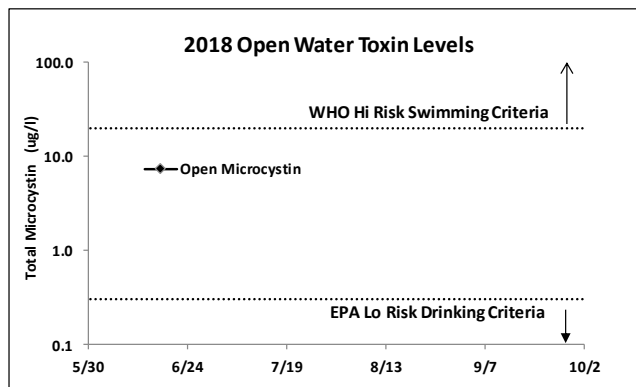 2018 Open Water Toxin Levels
100.0
WHO Hi Risk Swimming Criteria
10.0
Open Microcystin
Total Microcystin (ug/l)
1.0
EPA Lo Risk Drinking Criteria
0.1
5/30 6/24 7/19 8/13 9/7 10/2